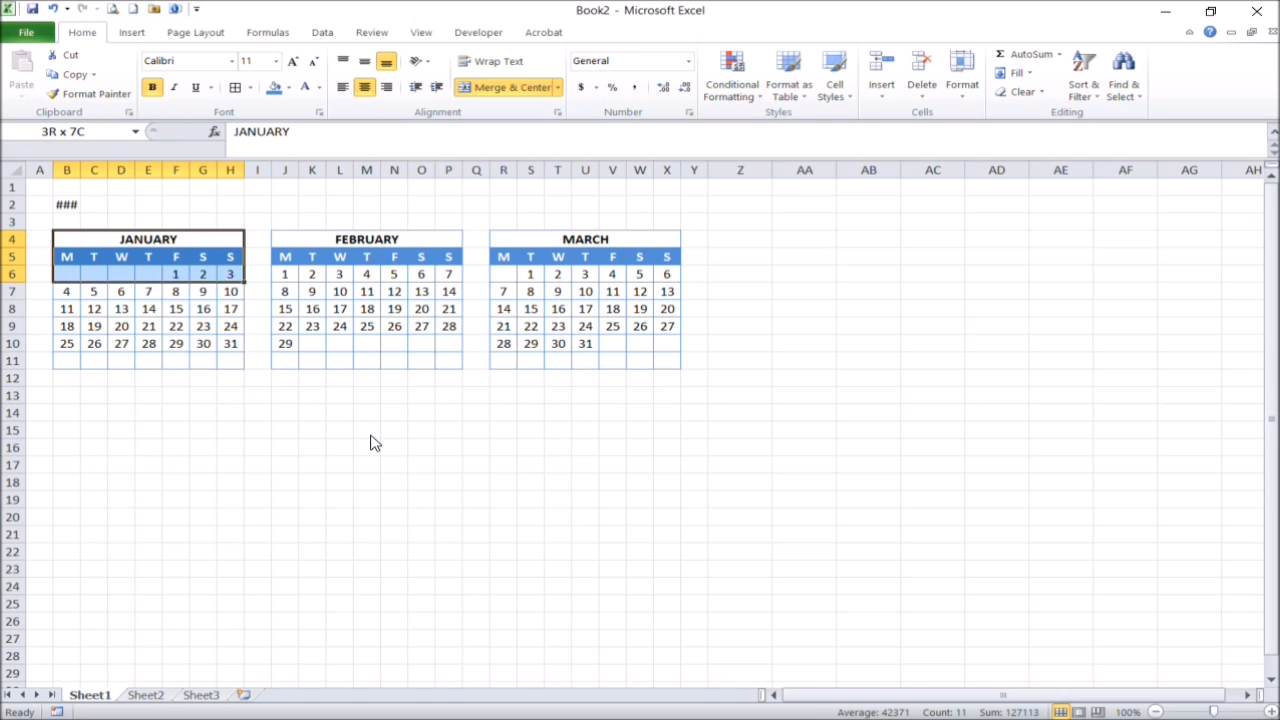 Book2 - Microsoft Excel
File Home Insert Page Layout Formulas Data Review View Developer Acrobat
Paste Cut Copy Format Painter
Calibri 11
B I U A
Wrap Text
Merge & Center
General
$ % ,
Conditional Formatting Format as Table Cell Styles
Insert Delete Format
Σ AutoSum Fill Clear
Sort & Filter Find & Select
Clipboard Font Alignment Number Styles Cells Editing
3R x 7C fx JANUARY
A B C D E F G H I J K L M N O P Q R S T U V W X Y Z AA AB AC AD AE AF AG AH
1
2 ###
3
4 JANUARY FEBRUARY MARCH
5 M T W T F S S M T W T F S S M T W T F S S
6 1 2 3 1 2 3 4 5 6 7 1 2 3 4 5 6
7 4 5 6 7 8 9 10 8 9 10 11 12 13 14 7 8 9 10 11 12 13
8 11 12 13 14 15 16 17 15 16 17 18 19 20 21 14 15 16 17 18 19 20
9 18 19 20 21 22 23 24 22 23 24 25 26 27 28 21 22 23 24 25 26 27
10 25 26 27 28 29 30 31 29 28 29 30 31
11
12
13
14
15
16
17
18
19
20
21
22
23
24
25
26
27
28
29
Sheet1 Sheet2 Sheet3
Ready Average: 42371 Count: 11 Sum: 127113 100%